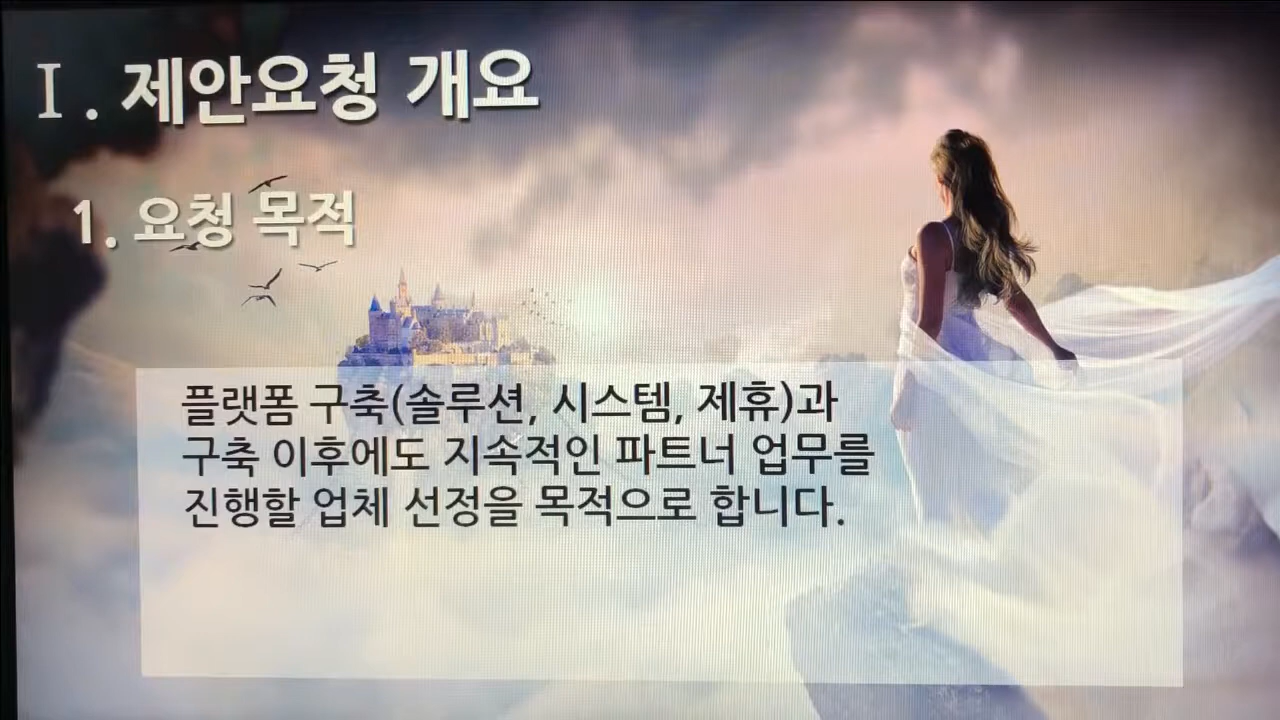 Ⅰ. 제안요청 개요
1. 요청 목적
플랫폼 구축(솔루션, 시스템, 제휴)과
구축 이후에도 지속적인 파트너 업무를
진행할 업체 선정을 목적으로 합니다.